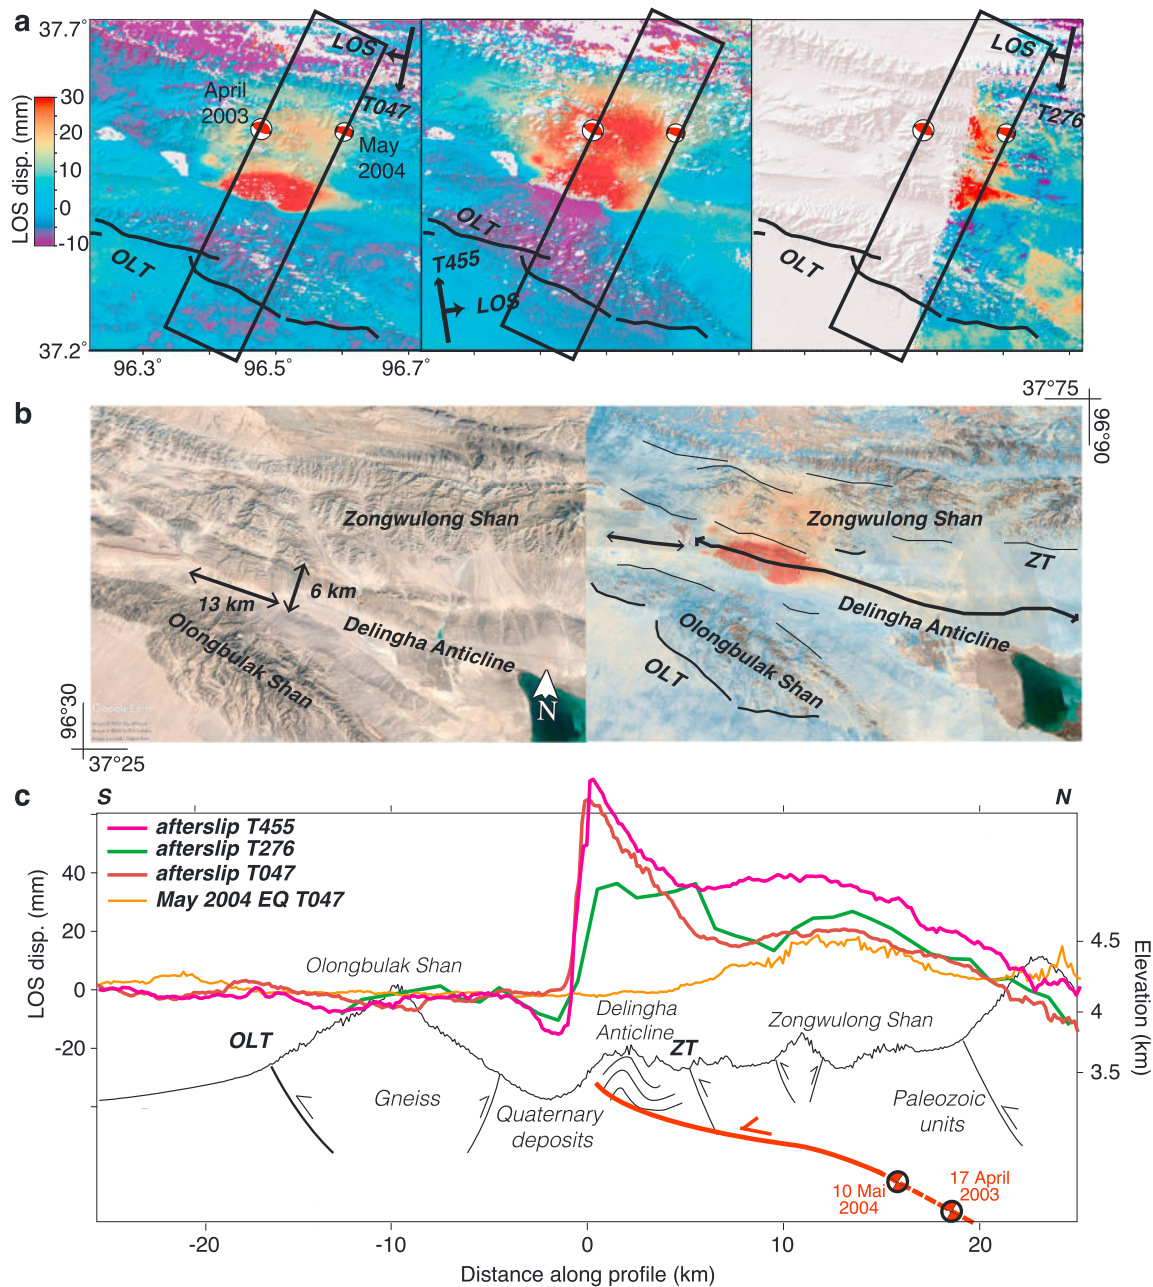 a
37.7°
37.2°
LOS disp. (mm)
30
20
10
0
-10
April
2003
May
2004
LOS
T047
OLT
OLT
T455
LOS
LOS
T276
OLT
96.3°
96.5°
96.7°
b
37°75
96°90
Zongwulong Shan
13 km
6 km
Olongbulak Shan
Delingha Anticline
N
Google Earth
96°30
37°25
Zongwulong Shan
ZT
Delingha Anticline
Olongbulak Shan
OLT
c
S
N
afterslip T455
afterslip T276
afterslip T047
May 2004 EQ T047
LOS disp. (mm)
40
20
0
-20
4.5
4
3.5
Elevation (km)
Olongbulak Shan
OLT
Gneiss
Quaternary
deposits
Delingha
Anticline
ZT
Zongwulong Shan
Paleozoic
units
10 Mai
2004
17 April
2003
-20
-10
0
10
20
Distance along profile (km)